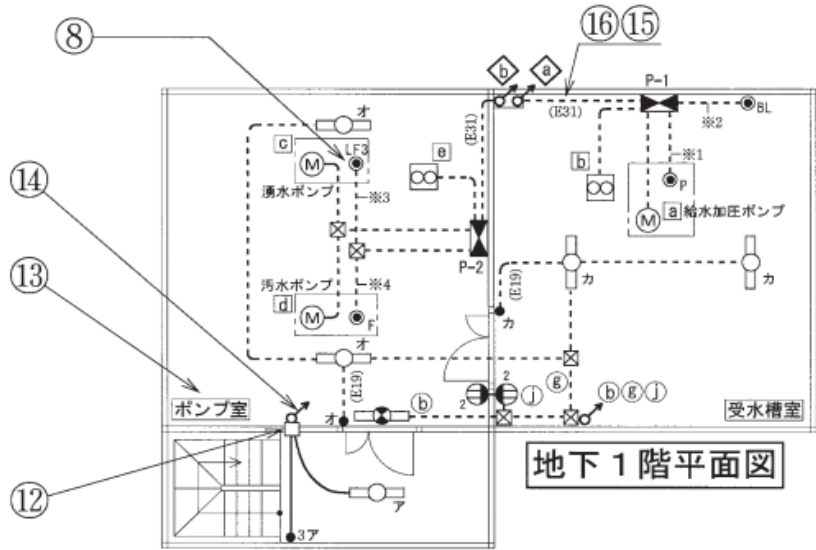 ⑧
⑯ ⑮
b a
P-1
(E31)
※2
BL
オ
c
LF3
M
湧水ポンプ
※3
e
(E31)
b
※1
P
a 給水加圧ポンプ
M
⑭
⑬
P-2
汚水ポンプ
※4
d
M
F
(E19)
カ
カ
カ
オ
(E19)
オ
ⓑ
2
2
ⓙ
ⓖ
ⓑ ⓖ ⓙ
ポンプ室
受水槽室
⑫
ア
3ア
地下1階平面図